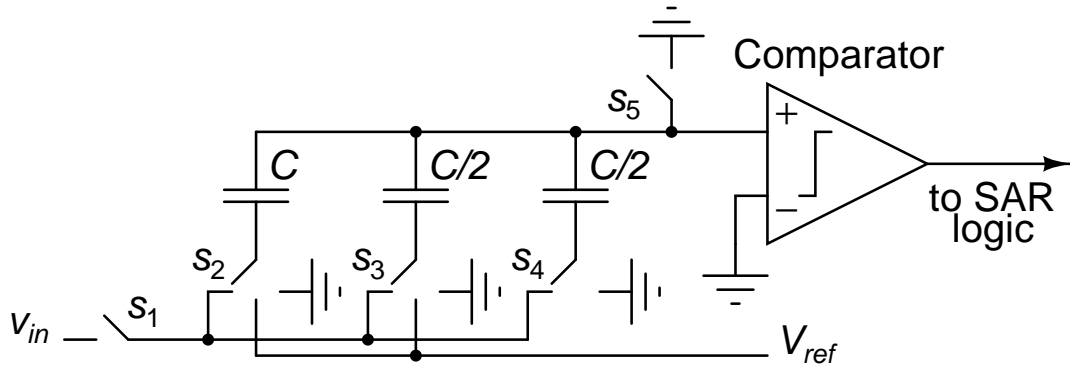 Comparator
s5
+
C
C/2
C/2
−
to SAR
logic
s2
s3
s4
s1
vin
Vref